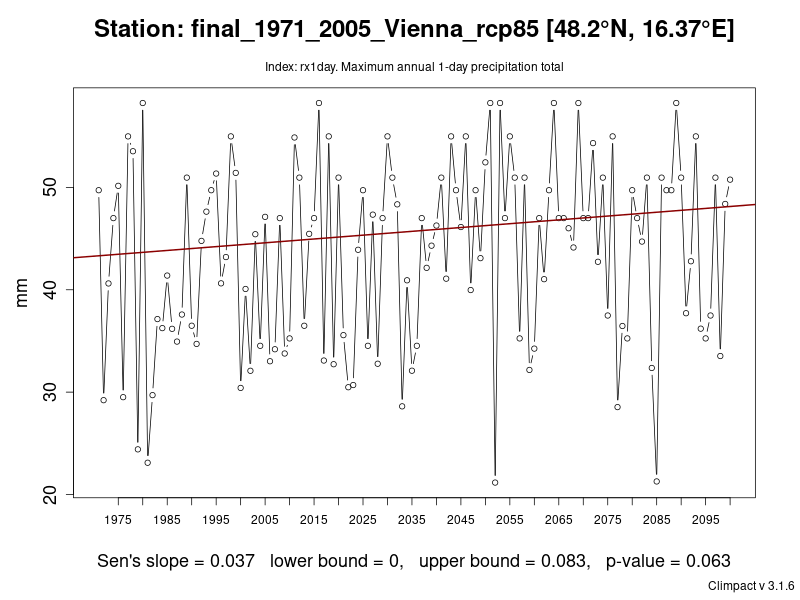 Station: final_1971_2005_Vienna_rcp85 [48.2°N, 16.37°E]
Index: rx1day. Maximum annual 1-day precipitation total
50
40
30
20
mm
1975 1985 1995 2005 2015 2025 2035 2045 2055 2065 2075 2085 2095
Sen's slope = 0.037 lower bound = 0, upper bound = 0.083, p-value = 0.063
Climpact v 3.1.6